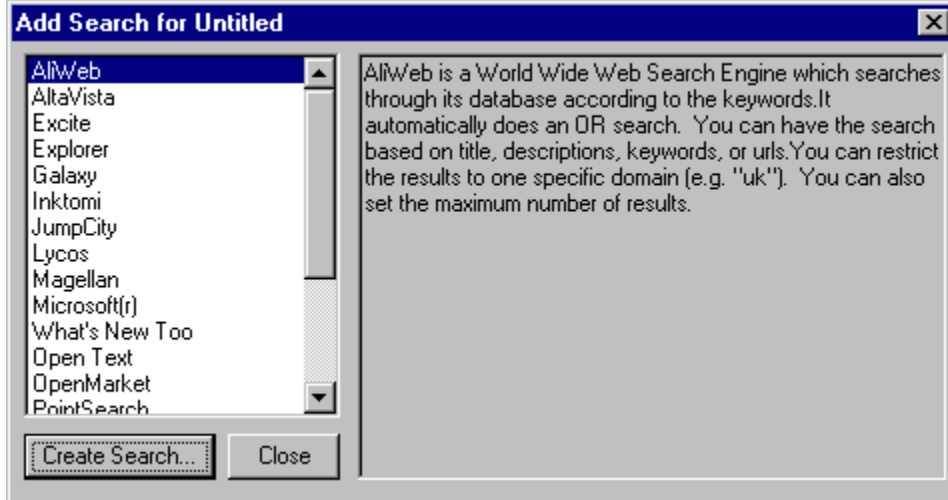 Add Search for Untitled
AliWeb
AltaVista
Excite
Explorer
Galaxy
Inktomi
JumpCity
Lycos
Magellan
Microsoft(r)
What's New Too
Open Text
OpenMarket
PointSearch
AliWeb is a World Wide Web Search Engine which searches
through its database according to the keywords.It
automatically does an OR search.  You can have the search
based on title, descriptions, keywords, or urls.You can restrict
the results to one specific domain (e.g. "uk").  You can also
set the maximum number of results.
Create Search...
Close